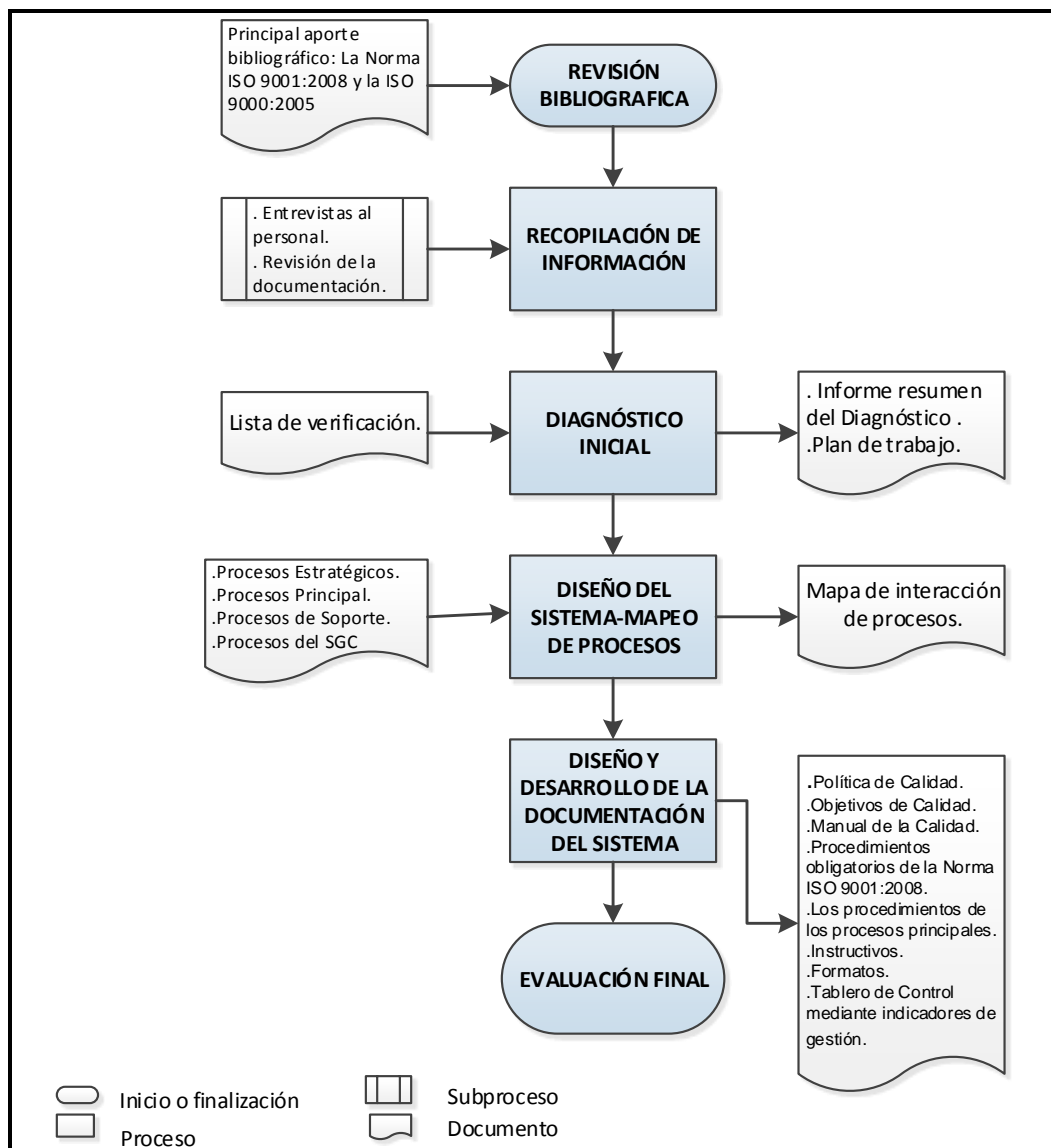 Principal aporte
bibliográfico: La Norma
ISO 9001:2008 y la ISO
9000:2005
REVISIÓN
BIBLIOGRAFICA
. Entrevistas al
personal.
. Revisión de la
documentación.
RECOPILACIÓN DE
INFORMACIÓN
Lista de verificación.
DIAGNÓSTICO
INICIAL
. Informe resumen
del Diagnóstico .
.Plan de trabajo.
.Procesos Estratégicos.
.Procesos Principal.
.Procesos de Soporte.
.Procesos del SGC
DISEÑO DEL
SISTEMA-MAPEO
DE PROCESOS
Mapa de interacción
de procesos.
DISEÑO Y
DESARROLLO DE LA
DOCUMENTACIÓN
DEL SISTEMA
.Política de Calidad.
.Objetivos de Calidad.
.Manual de la Calidad.
.Procedimientos
obligatorios de la Norma
ISO 9001:2008.
.Los procedimientos de
los procesos principales.
.Instructivos.
.Formatos.
.Tablero de Control
mediante indicadores de
gestión.
EVALUACIÓN FINAL
Inicio o finalización
Proceso
Subproceso
Documento